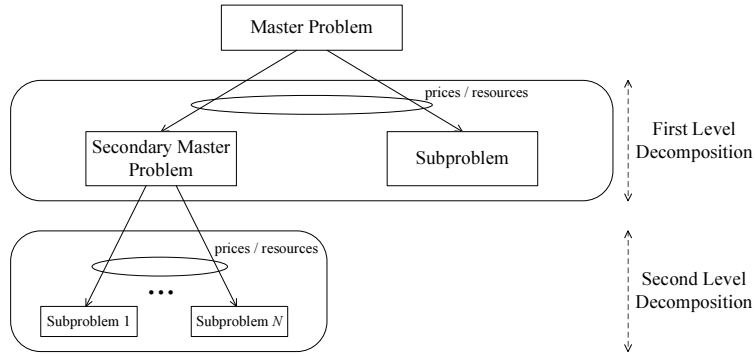 Master Problem
prices / resources
Secondary Master
Problem
Subproblem
First Level
Decomposition
prices / resources
...
Subproblem 1
Subproblem N
Second Level
Decomposition